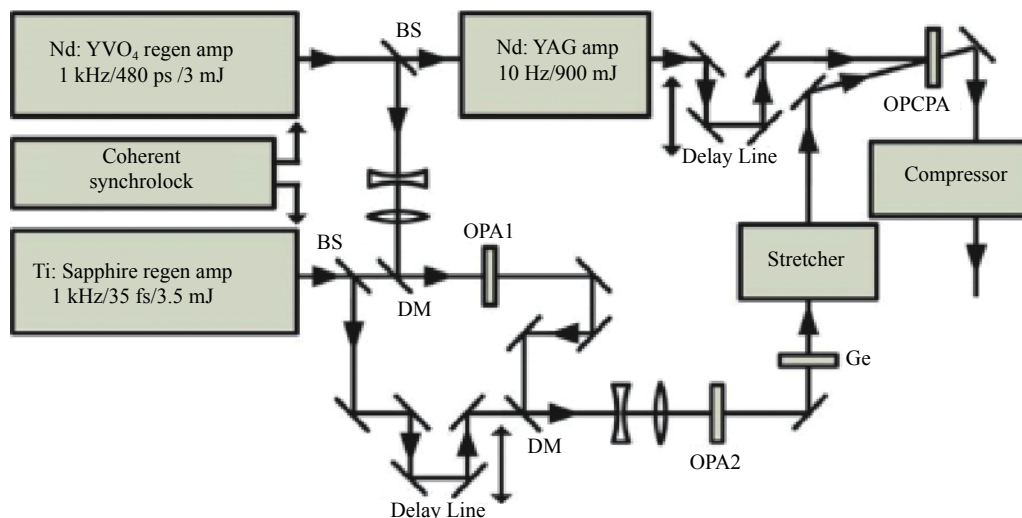 BS
Nd: YVO₄ regen amp
1 kHz/480 ps /3 mJ
Nd: YAG amp
10 Hz/900 mJ
OPCPA
Delay Line
Coherent
synchrolock
Compressor
BS
OPA1
Ti: Sapphire regen amp
1 kHz/35 fs/3.5 mJ
DM
Stretcher
Ge
DM
OPA2
Delay Line